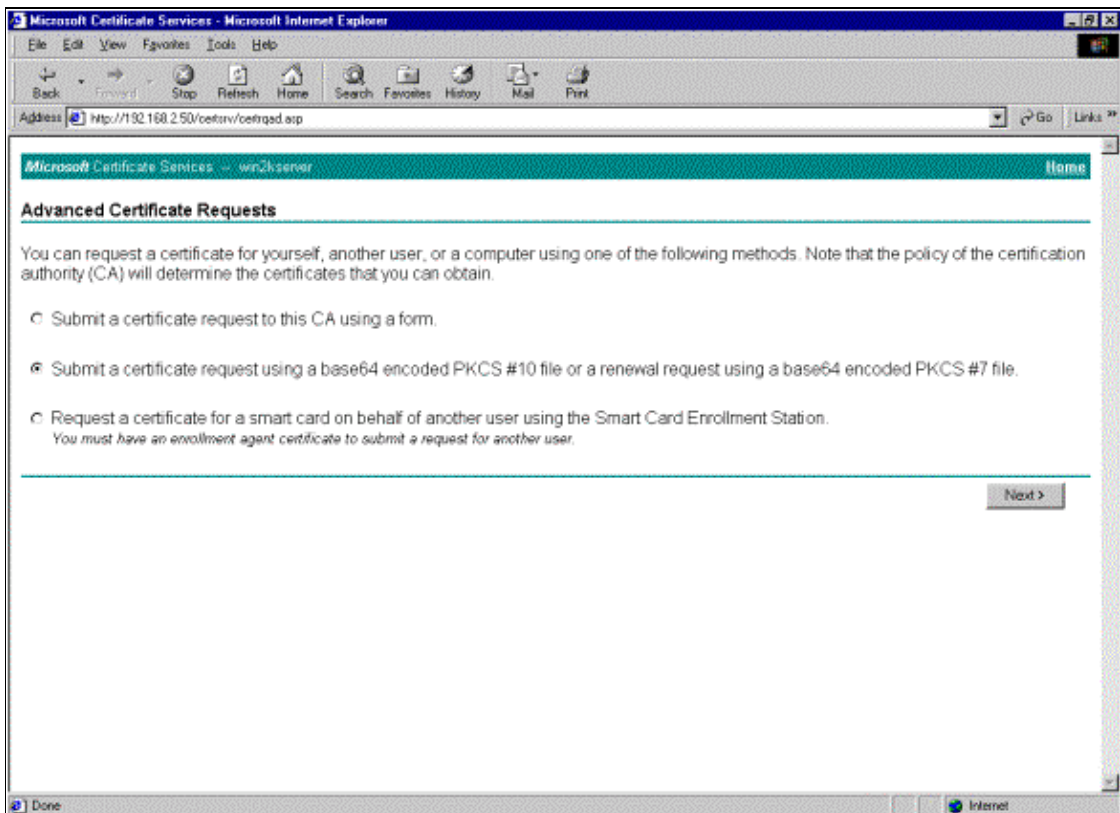 Microsoft Certificate Services - Microsoft Internet Explorer
File Edit View Favorites Tools Help
Back Forward Stop Refresh Home Search Favorites History Mail Print
Address http://192.168.2.50/certsrv/certrqad.asp Go Links »
Microsoft Certificate Services -- win2kserver Home
Advanced Certificate Requests
You can request a certificate for yourself, another user, or a computer using one of the following methods. Note that the policy of the certification
authority (CA) will determine the certificates that you can obtain.
Submit a certificate request to this CA using a form.
Submit a certificate request using a base64 encoded PKCS #10 file or a renewal request using a base64 encoded PKCS #7 file.
Request a certificate for a smart card on behalf of another user using the Smart Card Enrollment Station.
You must have an enrollment agent certificate to submit a request for another user.
Next >
Done Internet